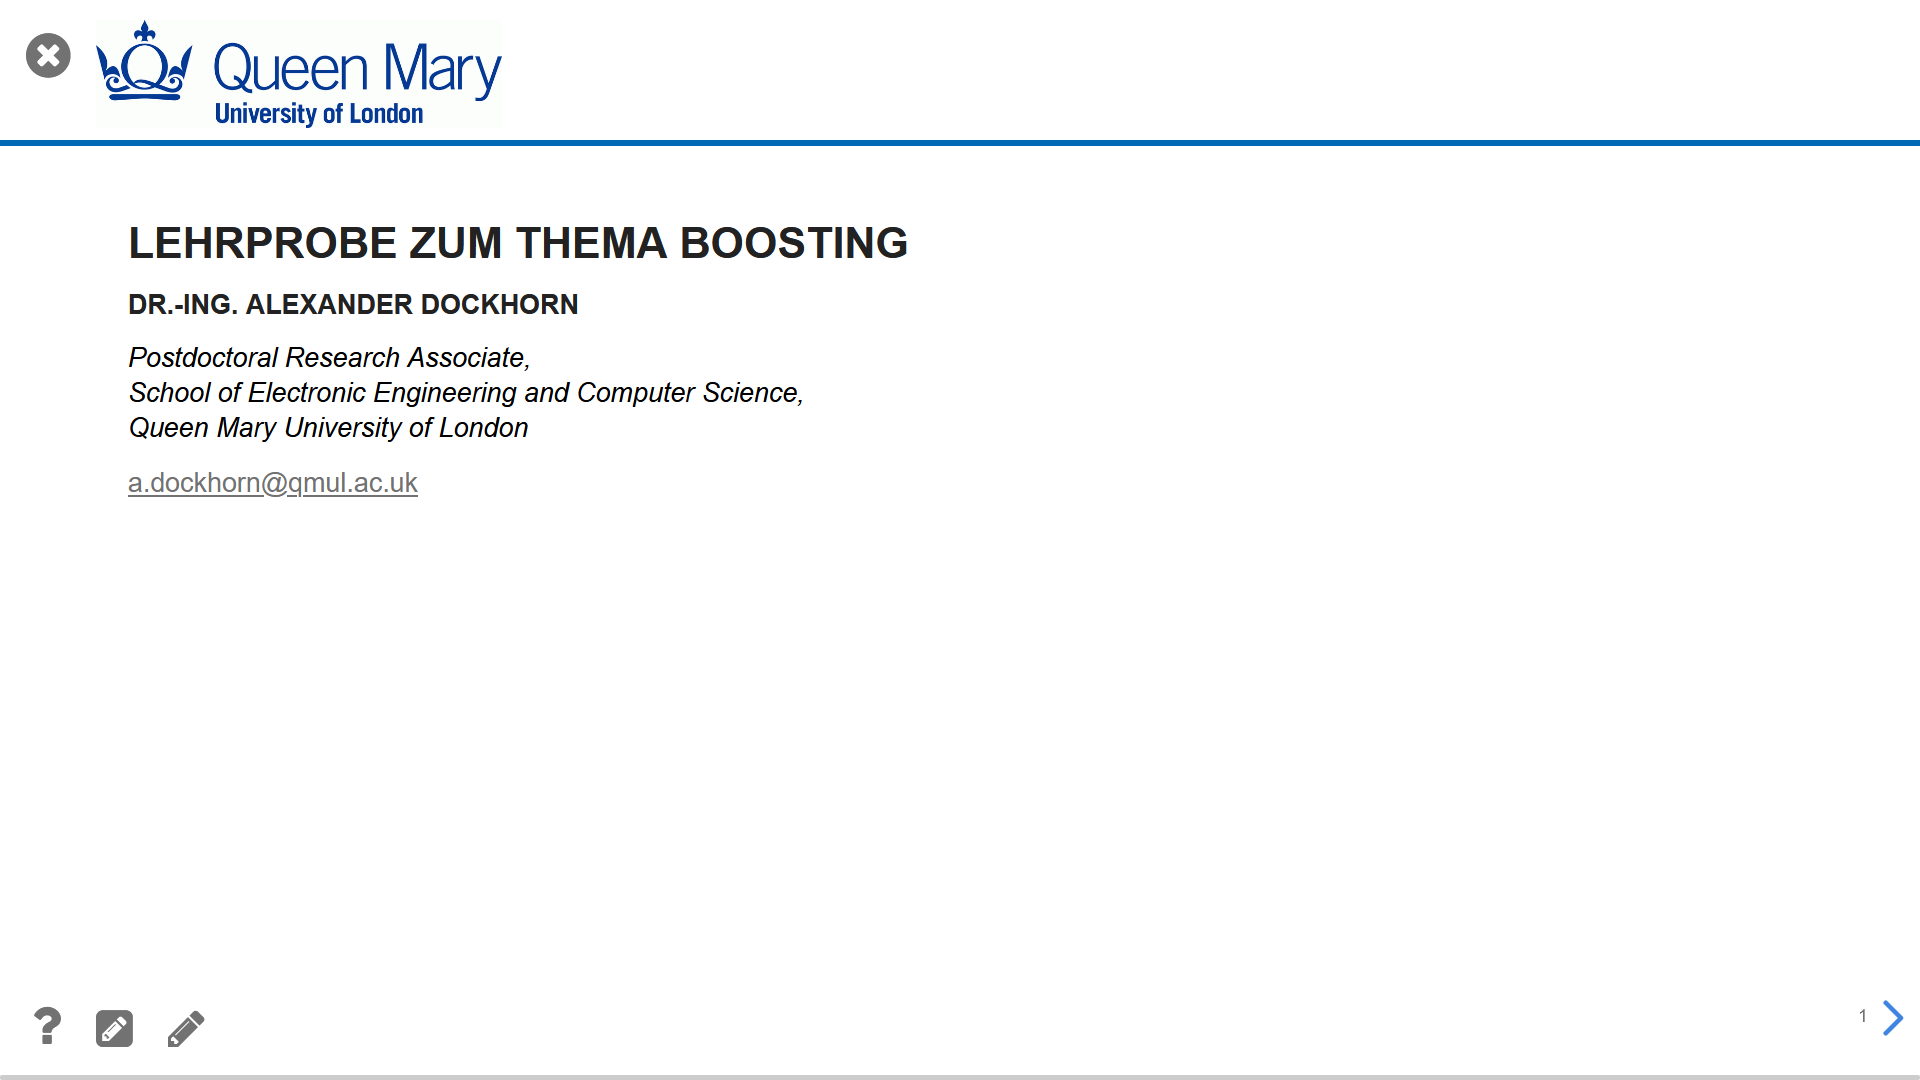 Queen Mary
University of London
LEHRPROBE ZUM THEMA BOOSTING
DR.-ING. ALEXANDER DOCKHORN
Postdoctoral Research Associate,
School of Electronic Engineering and Computer Science,
Queen Mary University of London
a.dockhorn@qmul.ac.uk
1